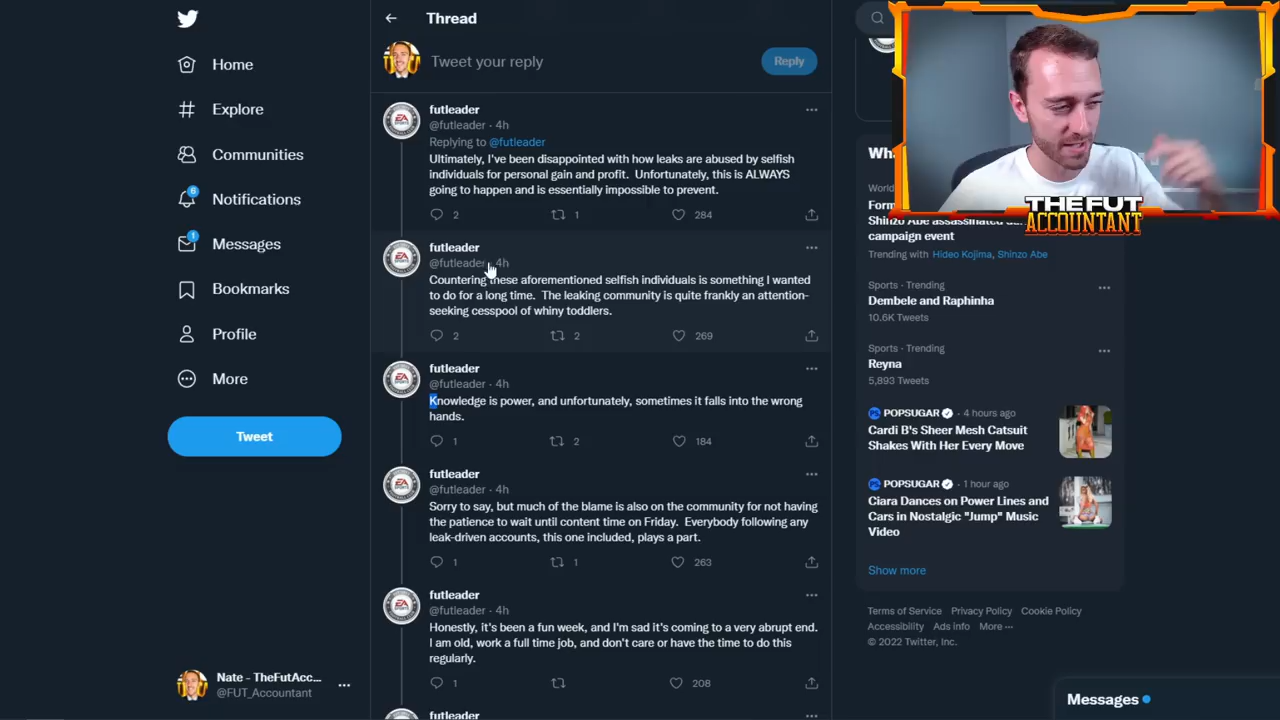 Home
Explore
Communities
6
Notifications
1
Messages
Bookmarks
Profile
More
Tweet
Nate - TheFutAcc...
@FUT_Accountant
Thread
Tweet your reply
Reply
futleader
@futleader · 4h
Replying to @futleader
Ultimately, I've been disappointed with how leaks are abused by selfish
individuals for personal gain and profit. Unfortunately, this is ALWAYS
going to happen and is essentially impossible to prevent.
2 1 284
futleader
@futleader · 4h
Countering these aforementioned selfish individuals is something I wanted
to do for a long time. The leaking community is quite frankly an attention-
seeking cesspool of whiny toddlers.
2 2 269
futleader
@futleader · 4h
Knowledge is power, and unfortunately, sometimes it falls into the wrong
hands.
1 2 184
futleader
@futleader · 4h
Sorry to say, but much of the blame is also on the community for not having
the patience to wait until content time on Friday. Everybody following any
leak-driven accounts, this one included, plays a part.
1 1 263
futleader
@futleader · 4h
Honestly, it's been a fun week, and I'm sad it's coming to a very abrupt end.
I am old, work a full time job, and don't care or have the time to do this
regularly.
1 208
futleader
EA SPORTS
THE FUT
ACCOUNTANT
Wha
World
Form
Shinzo Abe assassinated du
campaign event
Trending with Hideo Kojima, Shinzo Abe
Sports · Trending
Dembele and Raphinha
10.6K Tweets
Sports · Trending
Reyna
5,893 Tweets
POPSUGAR · 4 hours ago
Cardi B's Sheer Mesh Catsuit
Shakes With Her Every Move
POPSUGAR · 1 hour ago
Ciara Dances on Power Lines and
Cars in Nostalgic "Jump" Music
Video
Show more
Terms of Service Privacy Policy Cookie Policy
Accessibility Ads info More ···
© 2022 Twitter, Inc.
Messages